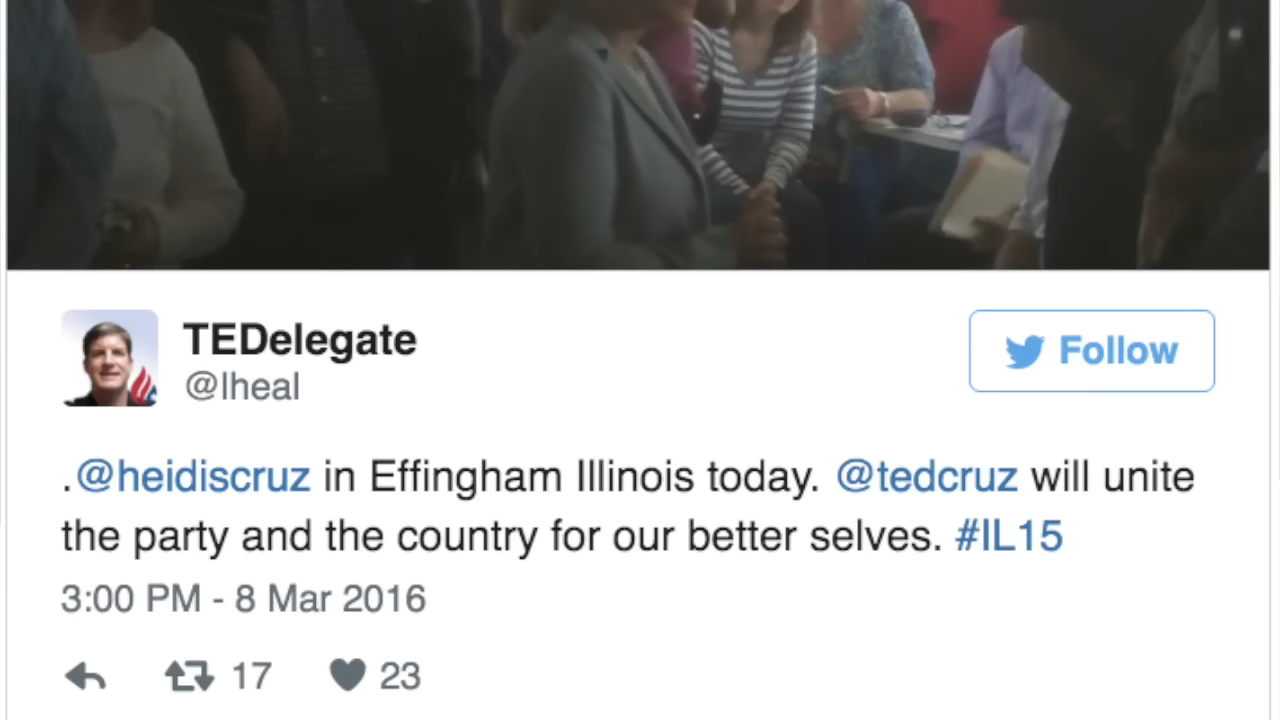 TEDelegate
@lheal
Follow
.@heidiscruz in Effingham Illinois today. @tedcruz will unite
the party and the country for our better selves. #IL15
3:00 PM - 8 Mar 2016
17 23